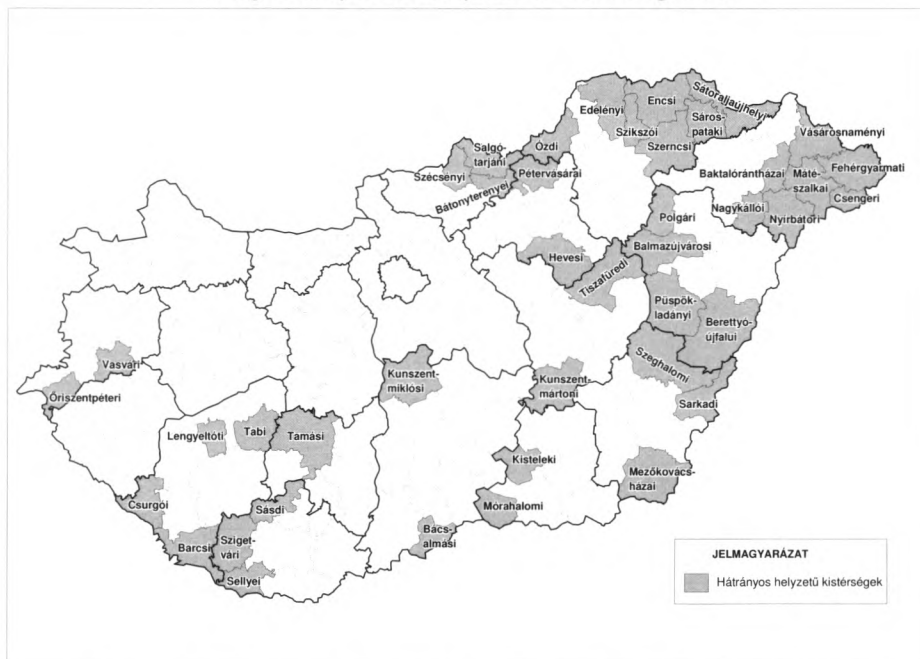 Sátoraljaújhely
Encsi
Edelényi
Sáros-
pataki
Szikszói
Szerncsi
Ózdi
Salgó-
tarjáni
Szécsényi
Pétervásárai
Bátonyterenyei
Vásárosnaményi
Fehérgyarmati
Baktalórántházai
Máté-
szalkai
Csengeri
Nagykállói
Nyírbátori
Polgári
Balmazújvárosi
Hevesi
Tiszafüredi
Püspök-
ladányi
Berettyó-
újfalui
Szeghalomi
Sarkadi
Vasvári
Őriszentpéteri
Kunszent-
miklósi
Kunszent-
mártoni
Lengyeltóti
Tabi
Tamási
Kisteleki
Mezőkovács-
házai
Csurgói
Sásdi
Mórahalomi
Barcsi
Sziget-
vári
Bács-
almási
Sellyei
JELMAGYARÁZAT
Hátrányos helyzetű kistérségek